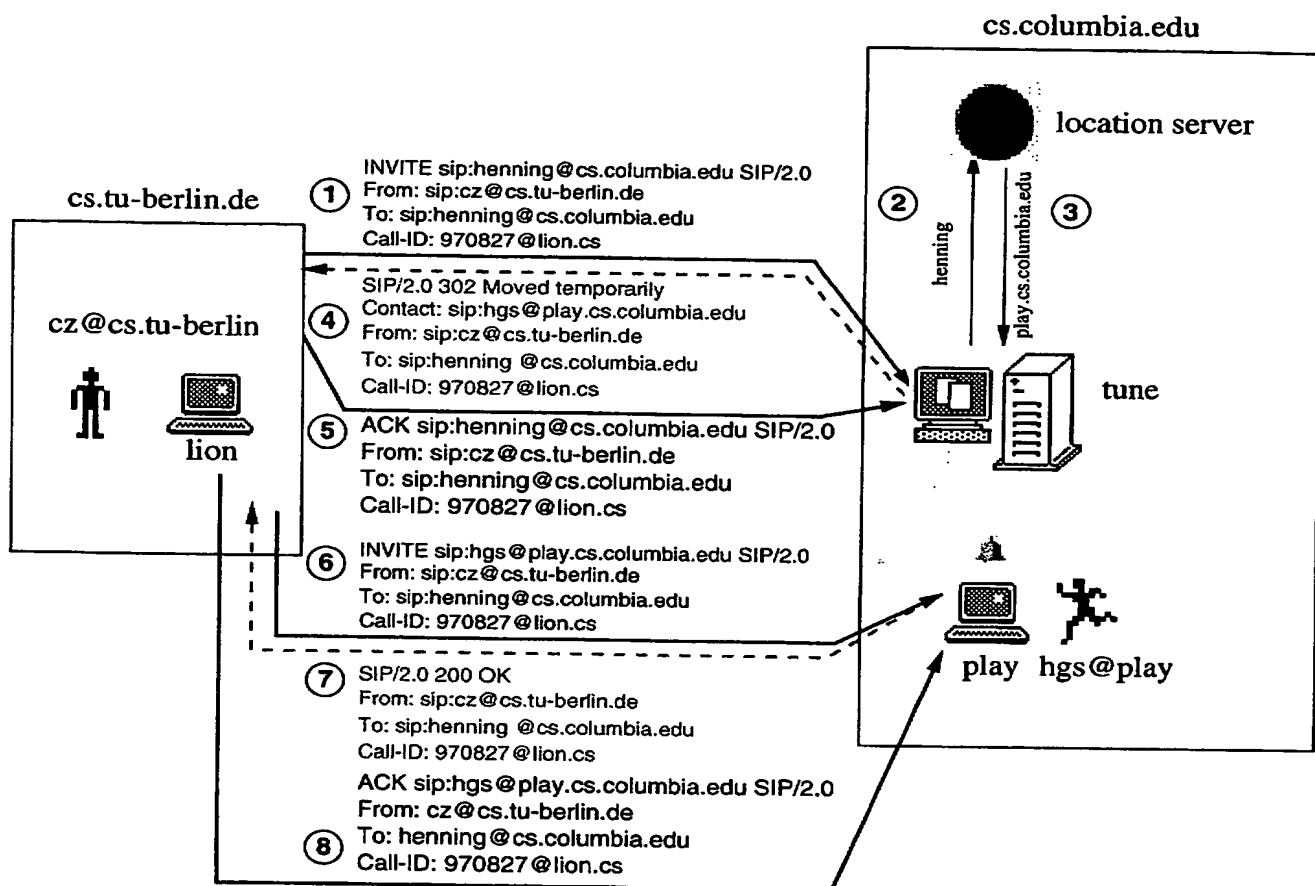 cs.columbia.edu
location server
cs.tu-berlin.de
1
INVITE sip:henning@cs.columbia.edu SIP/2.0
From: sip:cz@cs.tu-berlin.de
To: sip:henning@cs.columbia.edu
Call-ID: 970827@lion.cs
2
henning
3
play.cs.columbia.edu
cz@cs.tu-berlin
lion
4
SIP/2.0 302 Moved temporarily
Contact: sip:hgs@play.cs.columbia.edu
From: sip:cz@cs.tu-berlin.de
To: sip:henning @cs.columbia.edu
Call-ID: 970827@lion.cs
tune
5
ACK sip:henning@cs.columbia.edu SIP/2.0
From: sip:cz@cs.tu-berlin.de
To: sip:henning@cs.columbia.edu
Call-ID: 970827@lion.cs
6
INVITE sip:hgs@play.cs.columbia.edu SIP/2.0
From: sip:cz@cs.tu-berlin.de
To: sip:henning@cs.columbia.edu
Call-ID: 970827@lion.cs
play hgs@play
7
SIP/2.0 200 OK
From: sip:cz@cs.tu-berlin.de
To: sip:henning @cs.columbia.edu
Call-ID: 970827@lion.cs
8
ACK sip:hgs@play.cs.columbia.edu SIP/2.0
From: cz@cs.tu-berlin.de
To: henning@cs.columbia.edu
Call-ID: 970827@lion.cs